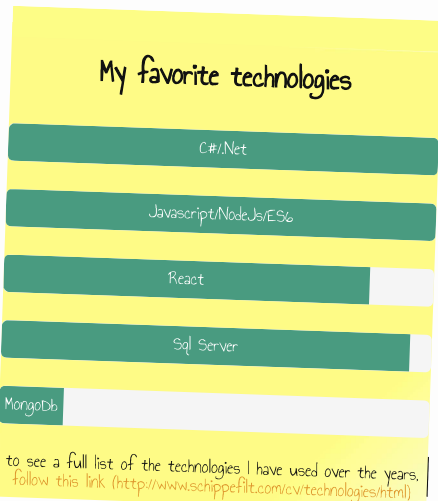 My favorite technologies
C#/.Net
Javascript/NodeJs/ES6
React
Sql Server
MongoDb
to see a full list of the technologies I have used over the years,
follow this link (http://www.schippefilt.com/cv/technologies/html)